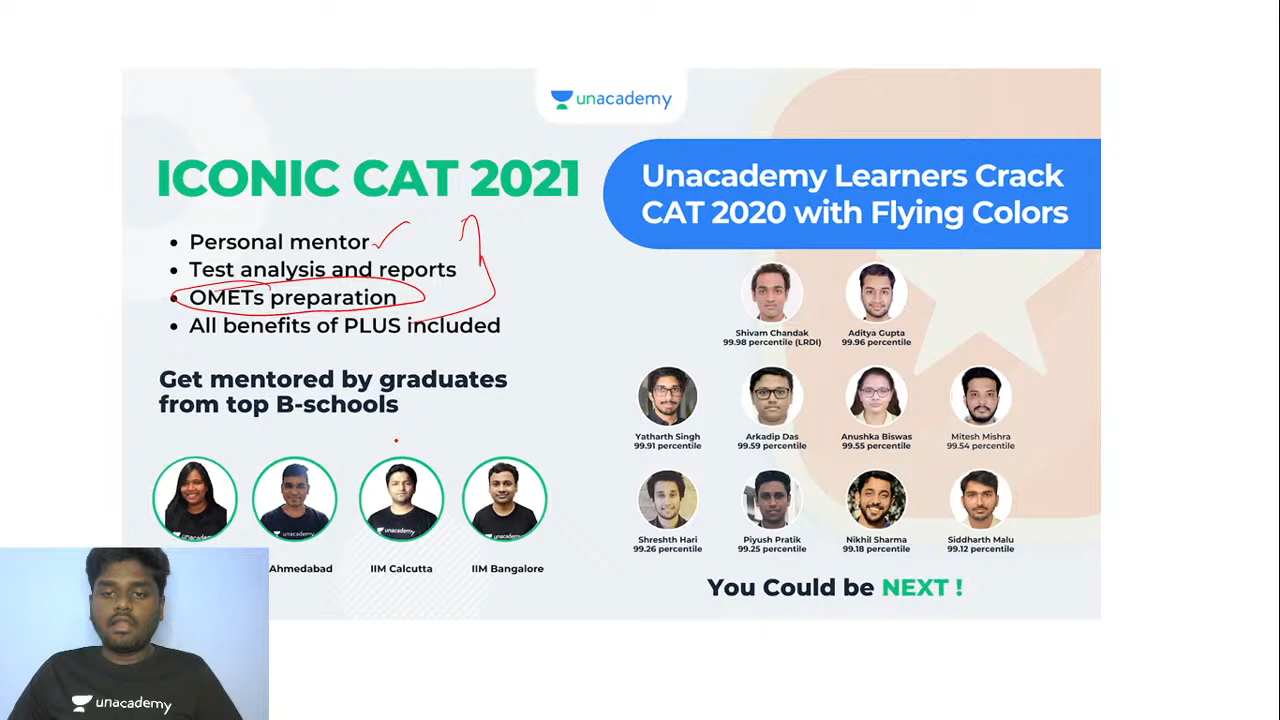 unacademy
ICONIC CAT 2021
• Personal mentor
• Test analysis and reports
• OMETs preparation
• All benefits of PLUS included
Get mentored by graduates
from top B-schools
unacademy
unacademy
unacademy
unacademy
Ahmedabad
IIM Calcutta
IIM Bangalore
Unacademy Learners Crack
CAT 2020 with Flying Colors
Shivam Chandak
99.98 percentile (LRDI)
Aditya Gupta
99.96 percentile
Yatharth Singh
99.91 percentile
Arkadip Das
99.59 percentile
Anushka Biswas
99.55 percentile
Mitesh Mishra
99.54 percentile
Shreshth Hari
99.26 percentile
Piyush Pratik
99.25 percentile
Nikhil Sharma
99.18 percentile
Siddharth Malu
99.12 percentile
You Could be NEXT !
unacademy